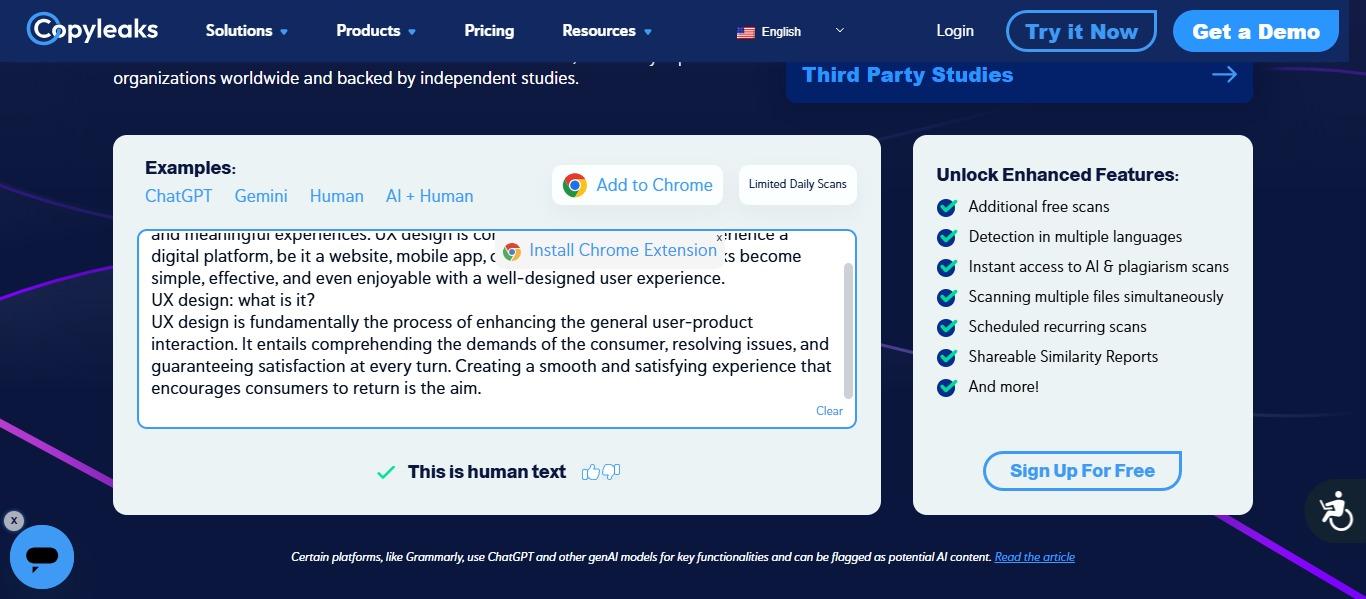 Copyleaks
Solutions
Products
Pricing
Resources
English
Login
Try it Now
Get a Demo
organizations worldwide and backed by independent studies.
Third Party Studies
Examples:
ChatGPT Gemini Human AI + Human
Add to Chrome
Limited Daily Scans
and meaningful experiences. UX design is
Install Chrome Extension
x
digital platform, be it a website, mobile app, become
simple, effective, and even enjoyable with a well-designed user experience.
UX design: what is it?
UX design is fundamentally the process of enhancing the general user-product
interaction. It entails comprehending the demands of the consumer, resolving issues, and
guaranteeing satisfaction at every turn. Creating a smooth and satisfying experience that
encourages consumers to return is the aim.
Clear
This is human text
Unlock Enhanced Features:
Additional free scans
Detection in multiple languages
Instant access to AI & plagiarism scans
Scanning multiple files simultaneously
Scheduled recurring scans
Shareable Similarity Reports
And more!
Sign Up For Free
x
Certain platforms, like Grammarly, use ChatGPT and other genAI models for key functionalities and can be flagged as potential AI content. Read the article